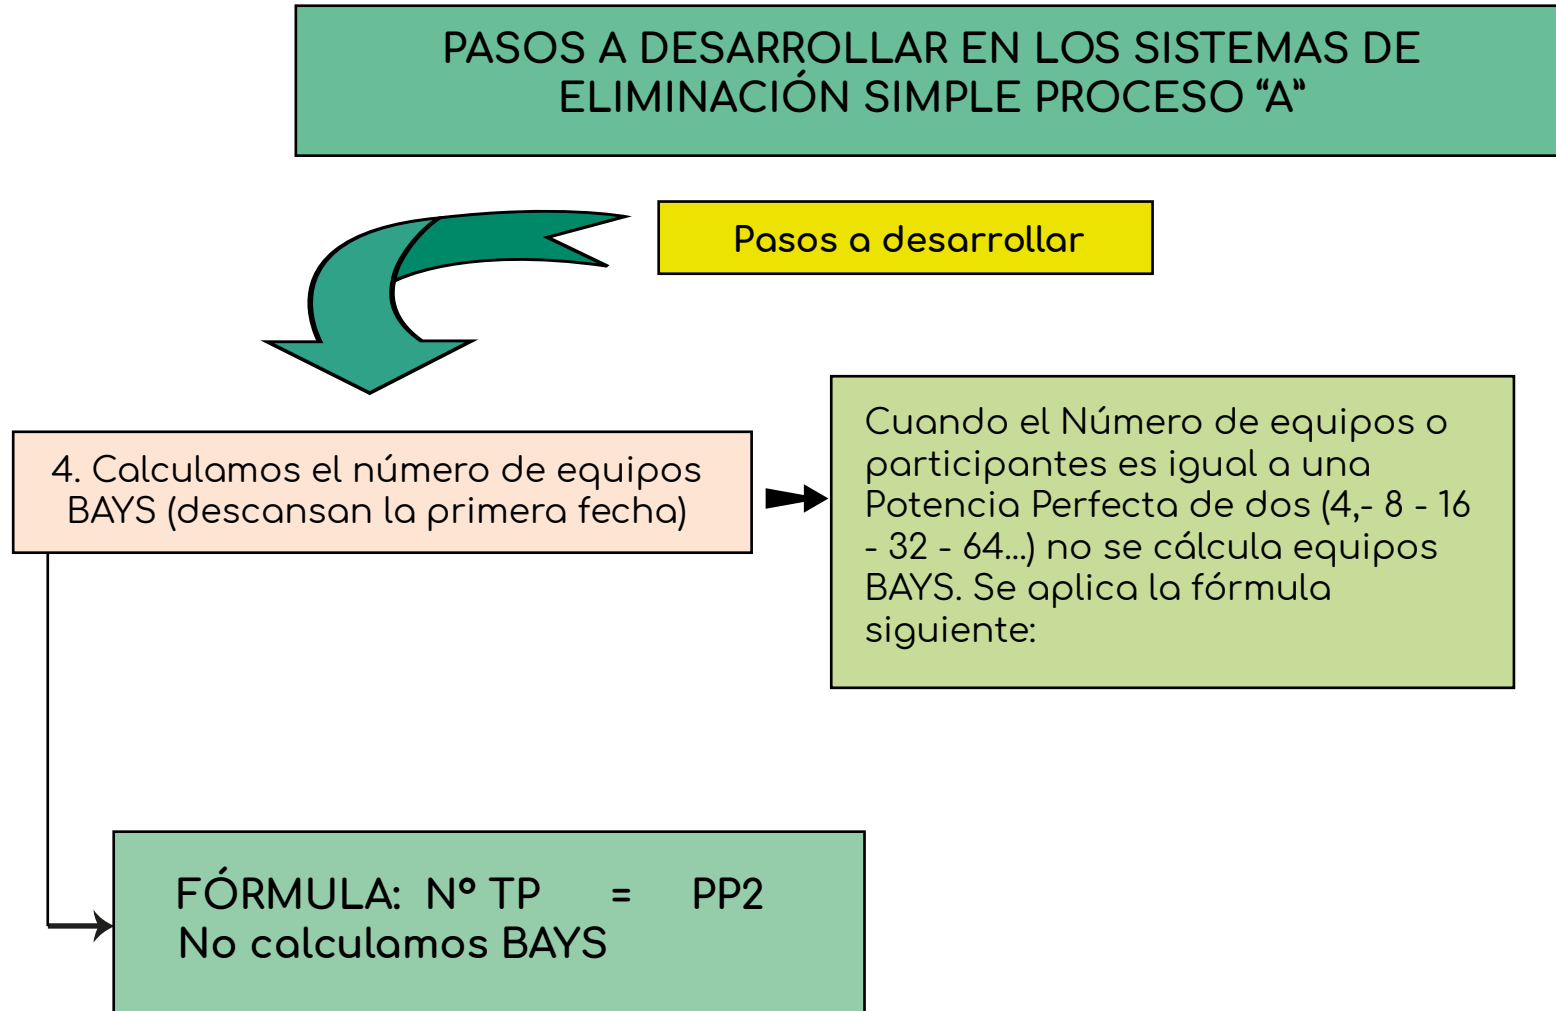 PASOS A DESARROLLAR EN LOS SISTEMAS DE
ELIMINACIÓN SIMPLE PROCESO “A”
Pasos a desarrollar
4. Calculamos el número de equipos
BAYS (descansan la primera fecha)
Cuando el Número de equipos o
participantes es igual a una
Potencia Perfecta de dos (4,- 8 - 16
- 32 - 64...) no se cálcula equipos
BAYS. Se aplica la fórmula
siguiente:
FÓRMULA: Nº TP = PP2
No calculamos BAYS